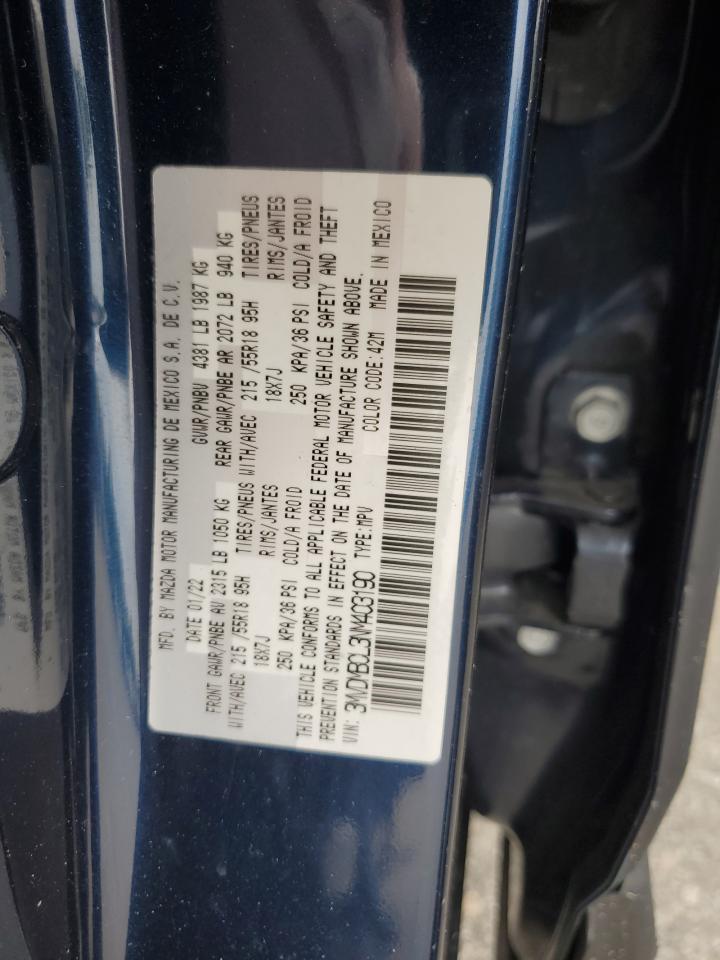 MFD. BY MAZDA MOTOR MANUFACTURING DE MEXICO S.A. DE C.V.
DATE 01/22 GVWR/PNBV 4381 LB 1987 KG
FRONT GAWR/PNBE AV 2315 LB 1050 KG REAR GAWR/PNBE AR 2072 LB 940 KG
WITH/AVEC 215 /55R18 95H TIRES/PNEUS WITH/AVEC 215 /55R18 95H TIRES/PNEUS
18X7J RIMS/JANTES 18X7J RIMS/JANTES
250 KPA/36 PSI COLD/A FROID 250 KPA/36 PSI COLD/A FROID
THIS VEHICLE CONFORMS TO ALL APPLICABLE FEDERAL MOTOR VEHICLE SAFETY AND THEFT
PREVENTION STANDARDS IN EFFECT ON THE DATE OF MANUFACTURE SHOWN ABOVE.
VIN: 3MVDMBCL3NM403190 TYPE:MPV COLOR CODE:42M MADE IN MEXICO